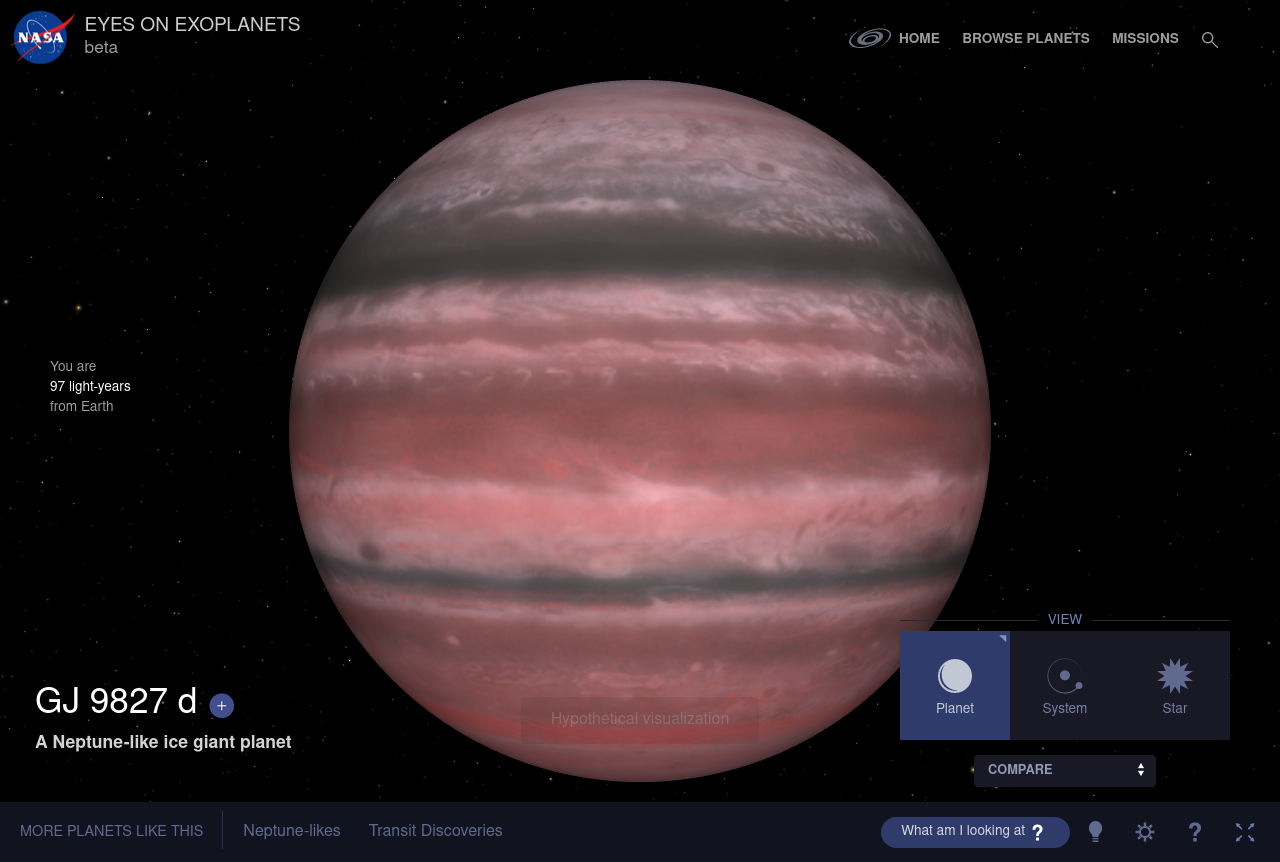 NASA
EYES ON EXOPLANETS
beta
HOME
BROWSE PLANETS
MISSIONS
You are
97 light-years
from Earth
VIEW
Planet
System
Star
GJ 9827 d +
A Neptune-like ice giant planet
Hypothetical visualization
COMPARE
MORE PLANETS LIKE THIS
Neptune-likes
Transit Discoveries
What am I looking at ?
?